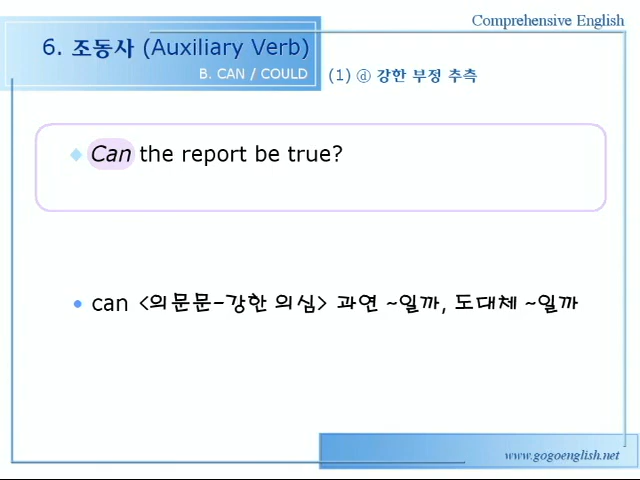 Comprehensive English
6. 조동사 (Auxiliary Verb)
B. CAN / COULD
(1) ⓓ 강한 부정 추측
Can the report be true?
can <의문문-강한 의심> 과연 ~일까, 도대체 ~일까
www.gogoenglish.net